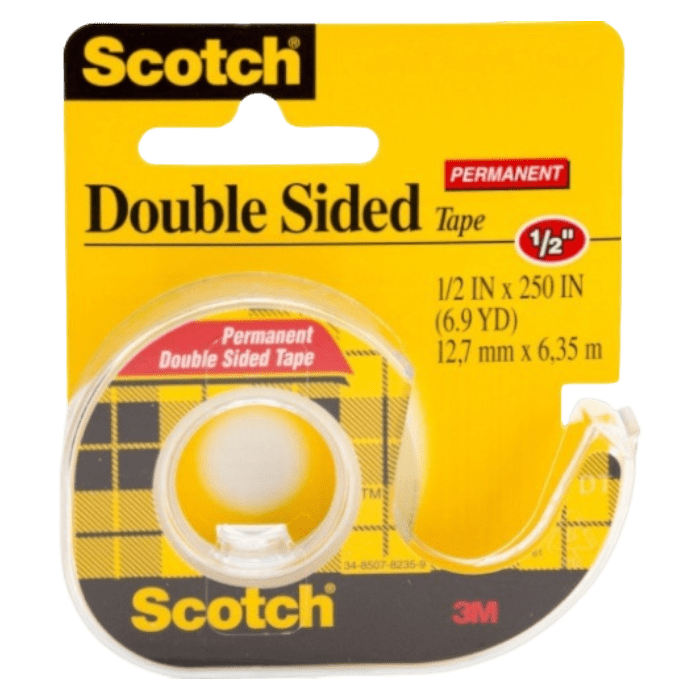 Scotch®
PERMANENT
Double Sided Tape
1/2"
1/2 IN x 250 IN
(6.9 YD)
12,7 mm x 6,35 m
Permanent
Double Sided Tape
TM
34-8507-8235-9
Scotch®
3M